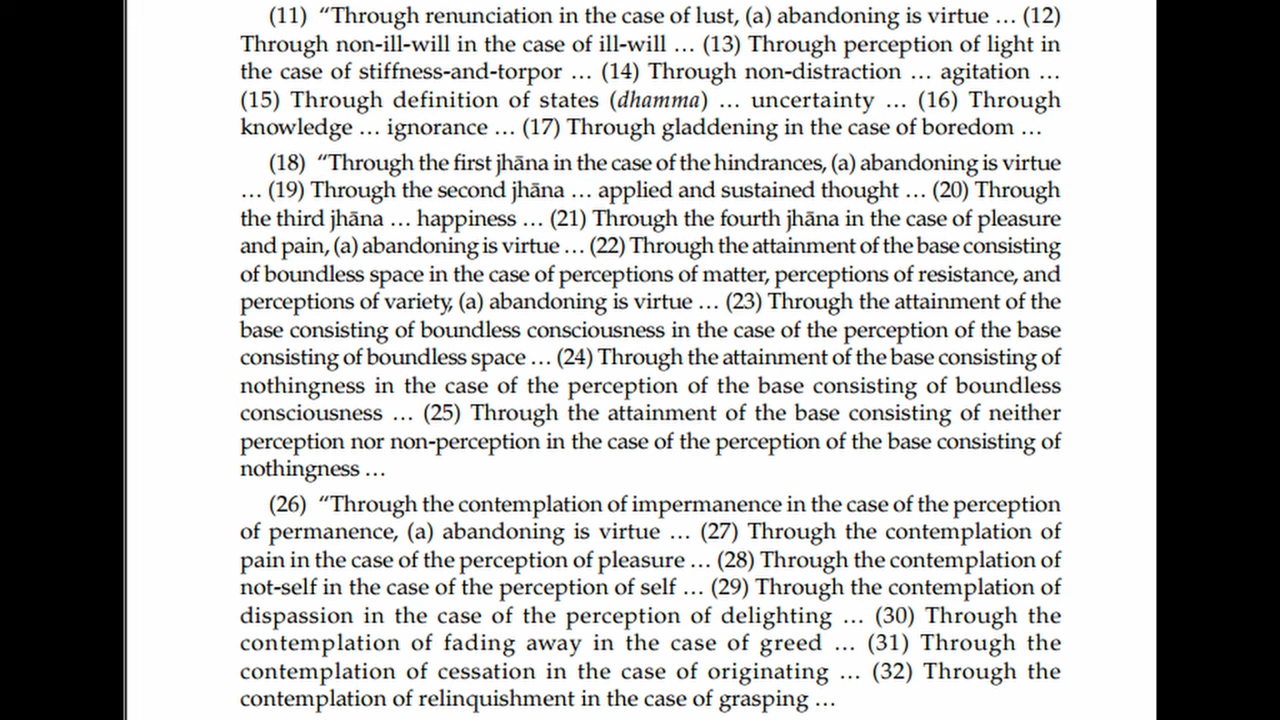 (11) “Through renunciation in the case of lust, (a) abandoning is virtue … (12)
Through non-ill-will in the case of ill-will … (13) Through perception of light in
the case of stiffness-and-torpor … (14) Through non-distraction … agitation …
(15) Through definition of states (dhamma) … uncertainty … (16) Through
knowledge … ignorance … (17) Through gladdening in the case of boredom …
(18) “Through the first jhāna in the case of the hindrances, (a) abandoning is virtue
… (19) Through the second jhāna … applied and sustained thought … (20) Through
the third jhāna … happiness … (21) Through the fourth jhāna in the case of pleasure
and pain, (a) abandoning is virtue … (22) Through the attainment of the base consisting
of boundless space in the case of perceptions of matter, perceptions of resistance, and
perceptions of variety, (a) abandoning is virtue … (23) Through the attainment of the
base consisting of boundless consciousness in the case of the perception of the base
consisting of boundless space … (24) Through the attainment of the base consisting of
nothingness in the case of the perception of the base consisting of boundless
consciousness … (25) Through the attainment of the base consisting of neither
perception nor non-perception in the case of the perception of the base consisting of
nothingness …
(26) “Through the contemplation of impermanence in the case of the perception
of permanence, (a) abandoning is virtue … (27) Through the contemplation of
pain in the case of the perception of pleasure … (28) Through the contemplation of
not-self in the case of the perception of self … (29) Through the contemplation of
dispassion in the case of the perception of delighting … (30) Through the
contemplation of fading away in the case of greed … (31) Through the
contemplation of cessation in the case of originating … (32) Through the
contemplation of relinquishment in the case of grasping …